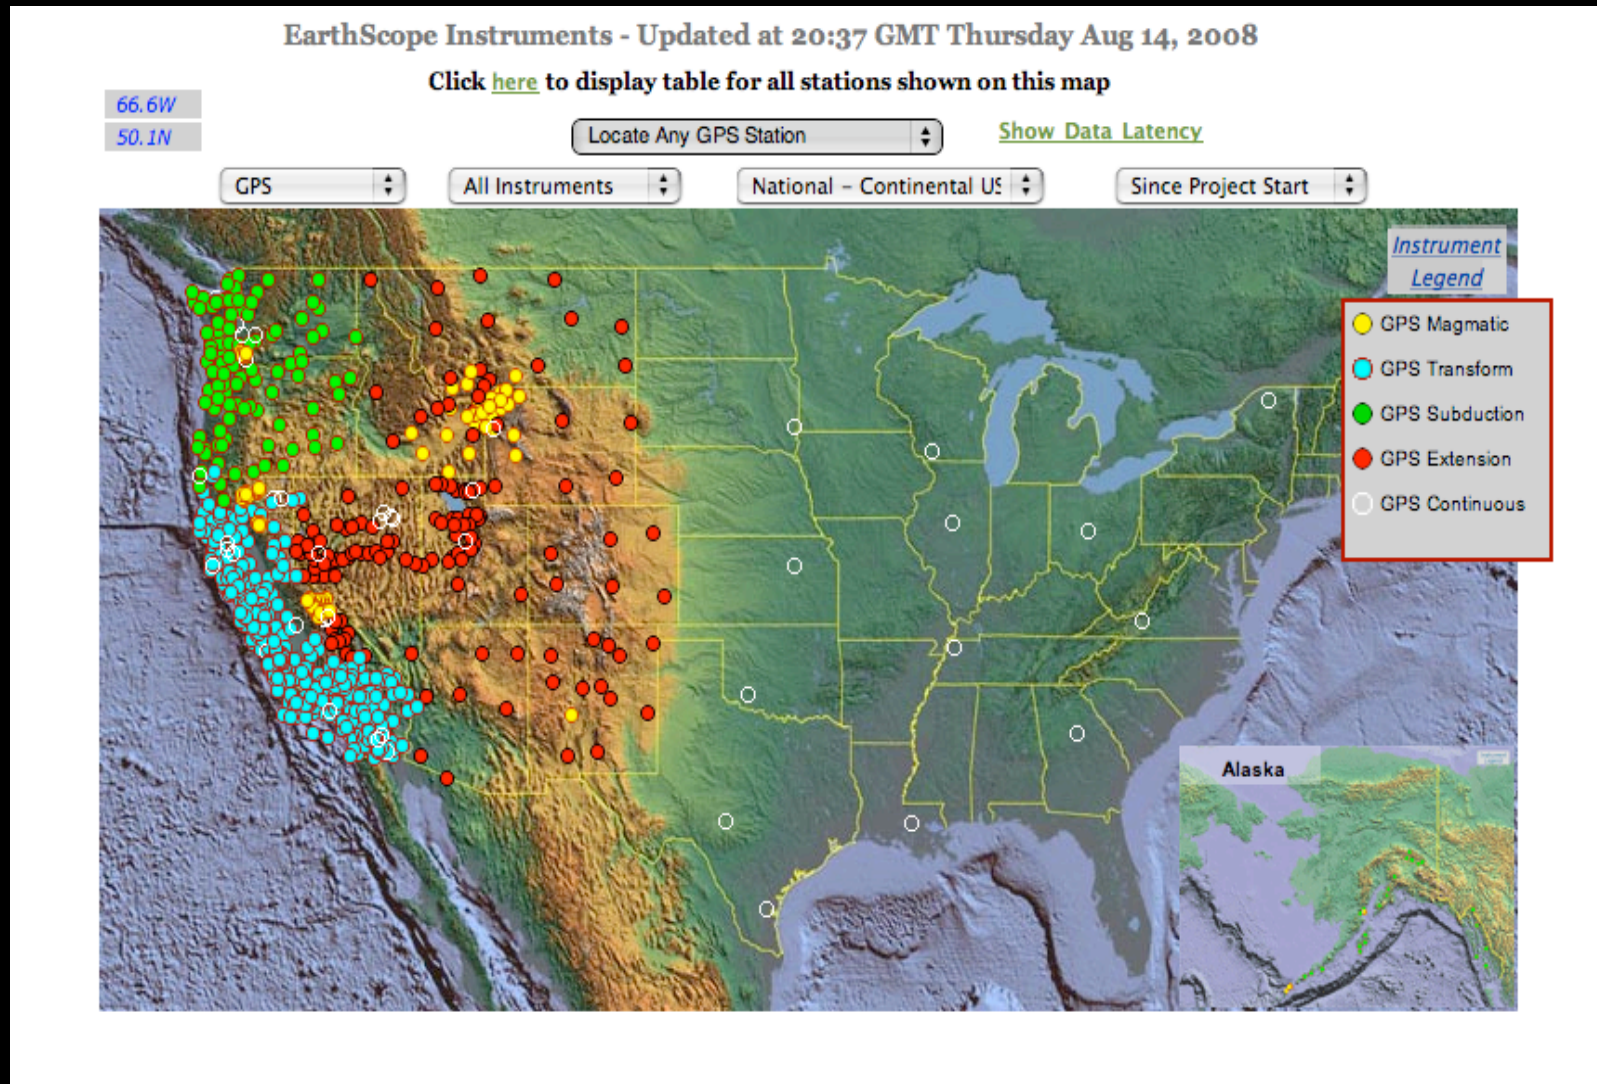 EarthScope Instruments - Updated at 20:37 GMT Thursday Aug 14, 2008
Click here to display table for all stations shown on this map
66.6W
50.1N
Locate Any GPS Station
Show Data Latency
GPS
All Instruments
National - Continental US
Since Project Start
Instrument
Legend
GPS Magmatic
GPS Transform
GPS Subduction
GPS Extension
GPS Continuous
Alaska